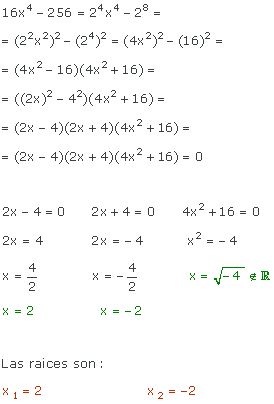 16x⁴ − 256 = 2⁴x⁴ − 2⁸ =
= (2²x²)² − (2⁴)² = (4x²)² − (16)² =
= (4x² − 16)(4x² + 16) =
= ((2x)² − 4²)(4x² + 16) =
= (2x − 4)(2x + 4)(4x² + 16) =
= (2x − 4)(2x + 4)(4x² + 16) = 0
2x − 4 = 0 2x + 4 = 0 4x² + 16 = 0
2x = 4 2x = − 4 x² = − 4
x = 4/2 x = − 4/2 x = √−4 ∉ ℝ
x = 2 x = −2
Las raices son :
x₁ = 2 x₂ = −2